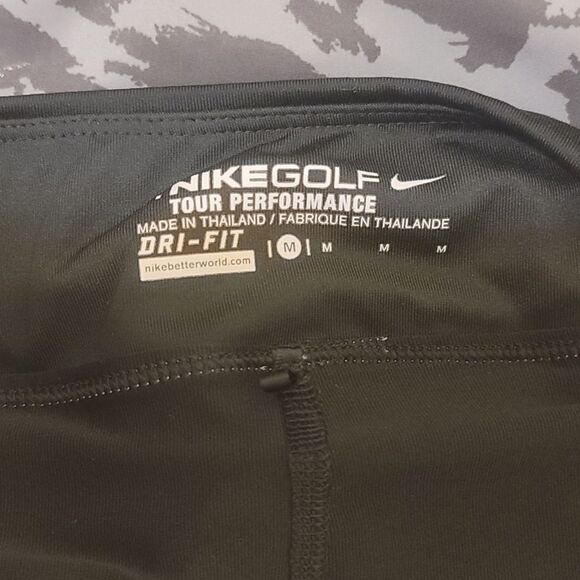 NIKEGOLF
TOUR PERFORMANCE
MADE IN THAILAND / FABRIQUE EN THAILANDE
DRI-FIT | M | M M M
nikebetterworld.com